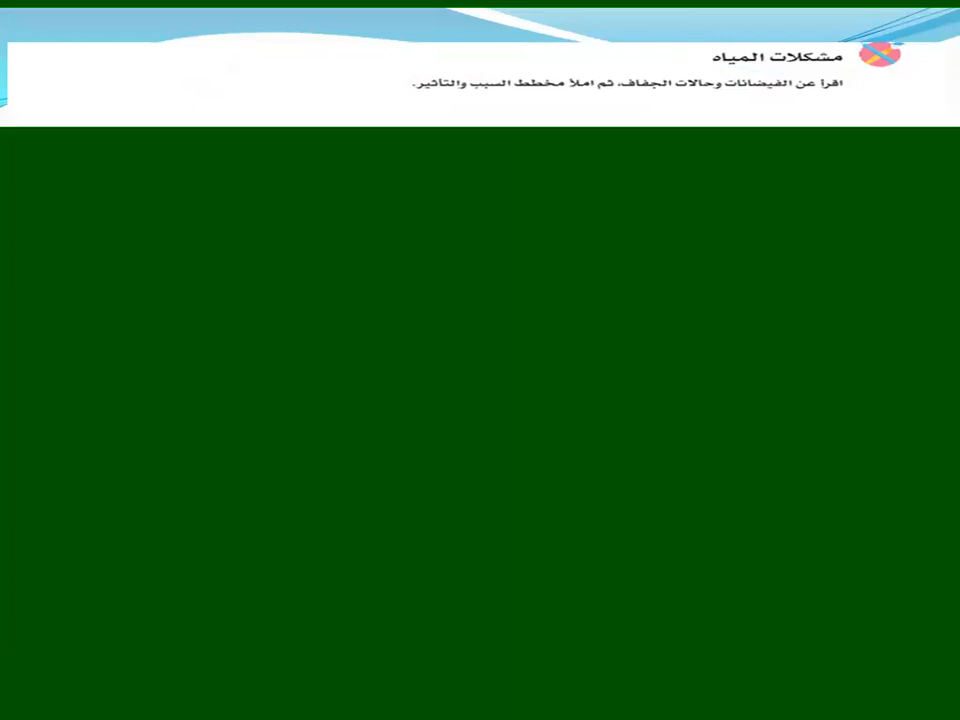 مشكلات المياه
اقرأ عن الفيضانات وحالات الجفاف، ثم املأ مخطط السبب والتأثير.